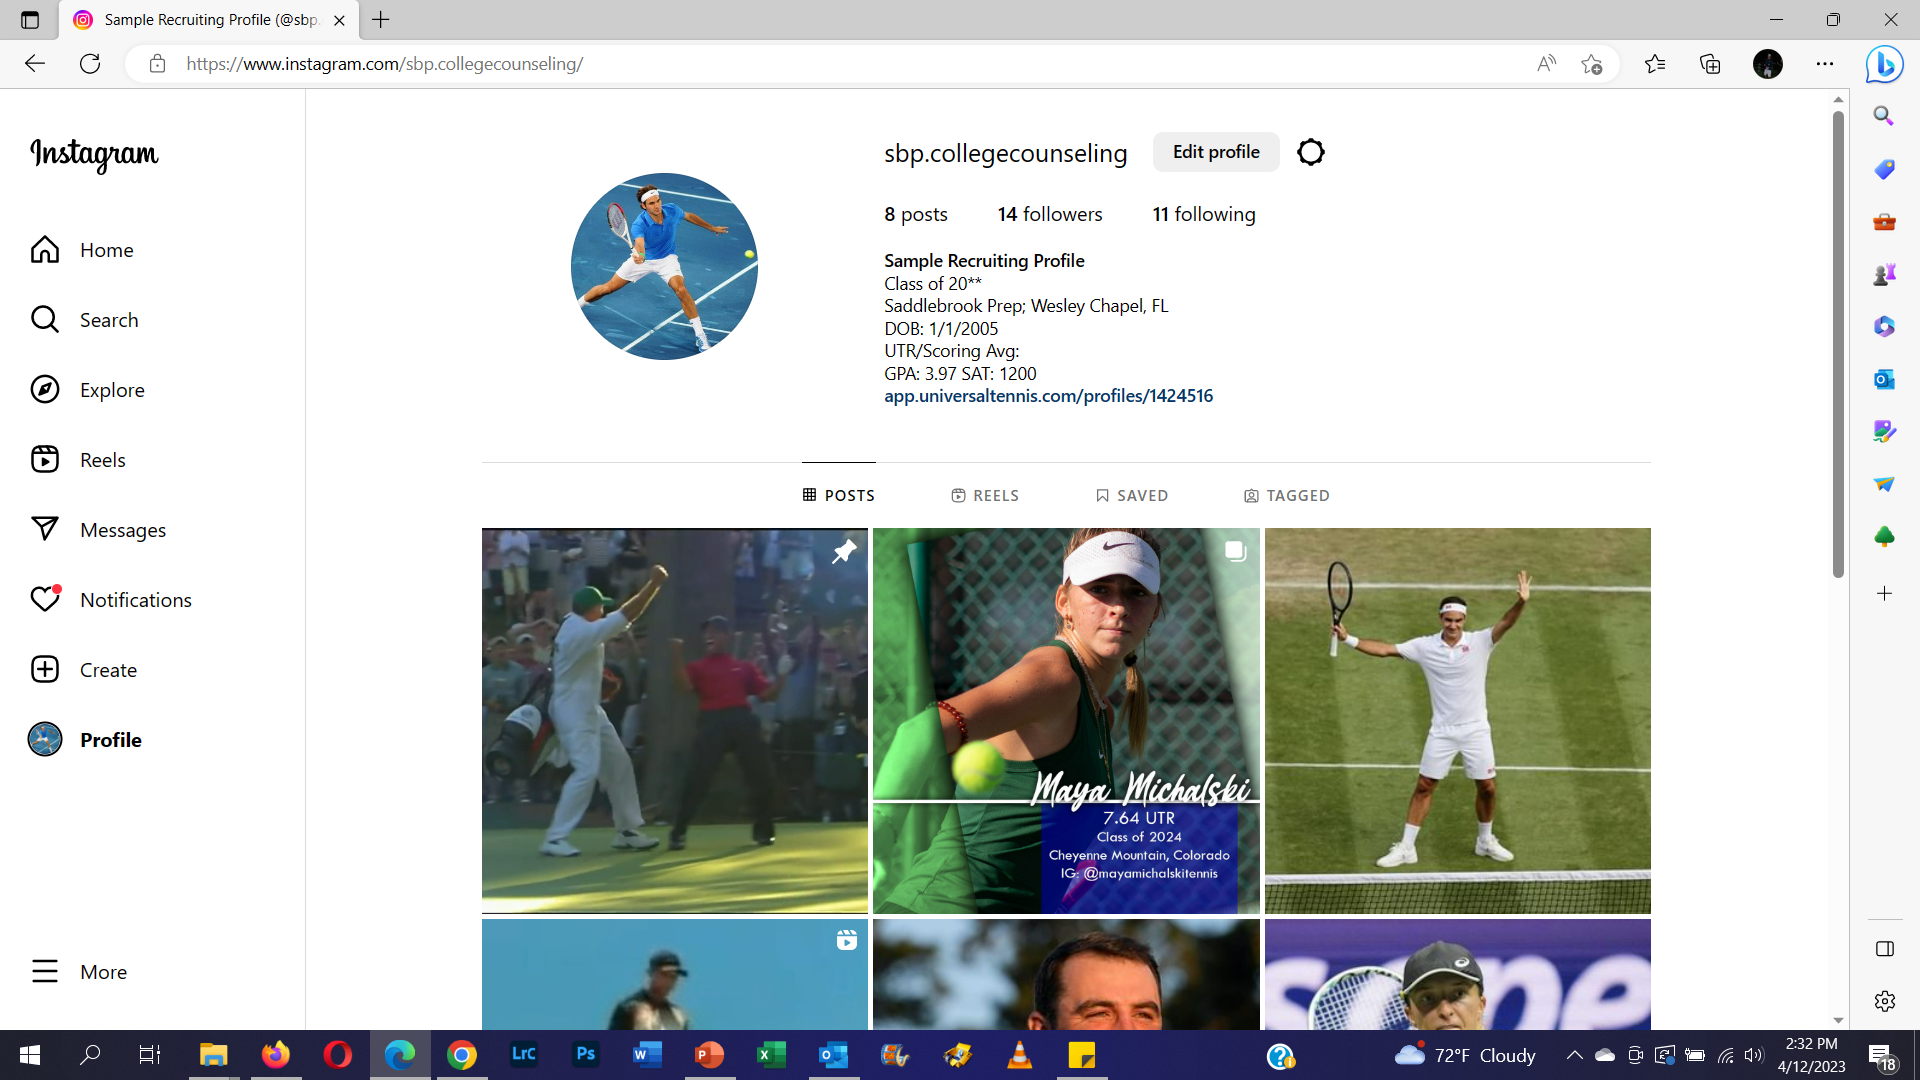 Sample Recruiting Profile (@sbp.
https://www.instagram.com/sbp.collegecounseling/
Instagram
Home
Search
Explore
Reels
Messages
Notifications
Create
Profile
More
sbp.collegecounseling
Edit profile
8 posts 14 followers 11 following
Sample Recruiting Profile
Class of 20**
Saddlebrook Prep; Wesley Chapel, FL
DOB: 1/1/2005
UTR/Scoring Avg:
GPA: 3.97 SAT: 1200
app.universaltennis.com/profiles/1424516
POSTS REELS SAVED TAGGED
Maya Michalski
7.64 UTR
Class of 2024
Cheyenne Mountain, Colorado
IG: @mayamichalskitennis
LrC
Ps
72°F Cloudy
2:32 PM
4/12/2023
18